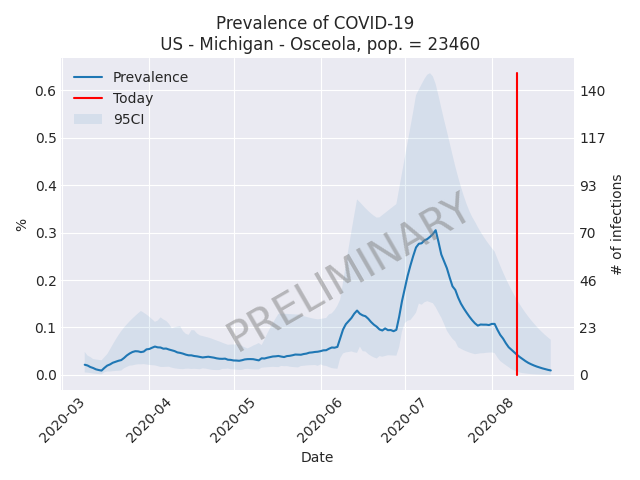 Prevalence of COVID-19
US - Michigan - Osceola, pop. = 23460
Prevalence
Today
95CI
PRELIMINARY
0.6
0.5
0.4
0.3
0.2
0.1
0.0
%
140
117
93
70
46
23
0
# of infections
2020-03
2020-04
2020-05
2020-06
2020-07
2020-08
Date